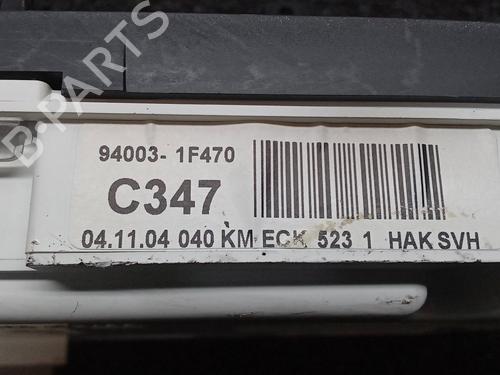 94003- 1F470
C347
04.11.04 040 KM ECK 523 1 HAK SVH
B-PARTS